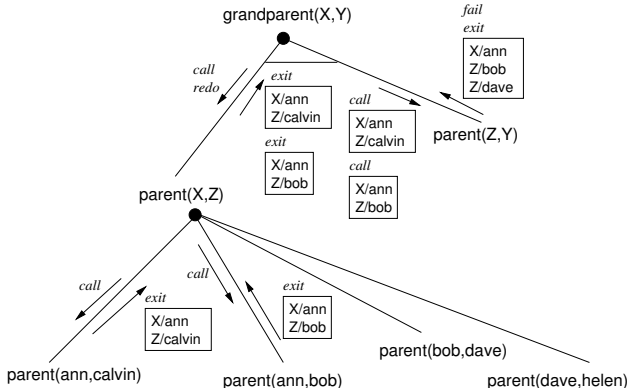 grandparent(X,Y)
fail
exit
X/ann
Z/bob
Z/dave
call
redo
exit
X/ann
Z/calvin
call
X/ann
Z/calvin
parent(Z,Y)
exit
X/ann
Z/bob
call
X/ann
Z/bob
parent(X,Z)
call
exit
X/ann
Z/calvin
call
exit
X/ann
Z/bob
parent(ann,calvin)
parent(ann,bob)
parent(bob,dave)
parent(dave,helen)